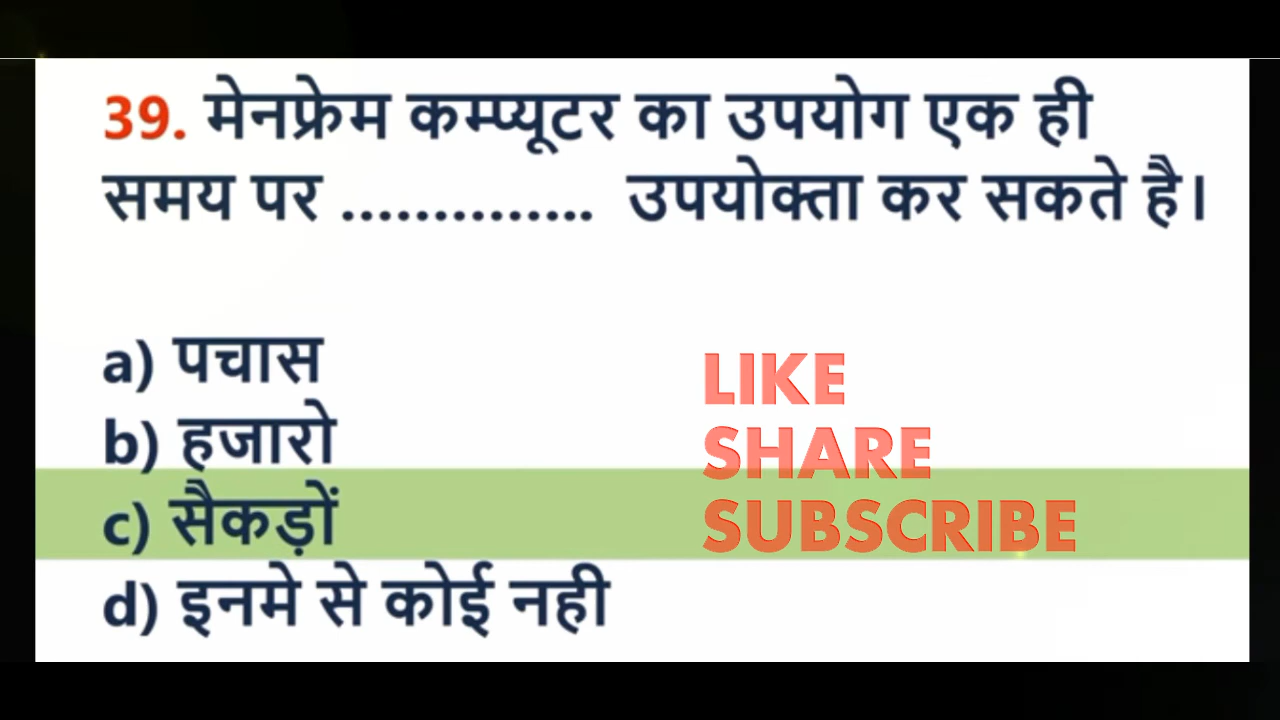 39. मेनफ्रेम कम्प्यूटर का उपयोग एक ही
समय पर .............. उपयोक्ता कर सकते है।
a) पचास
b) हजारो
c) सैकड़ों
d) इनमे से कोई नही
LIKE
SHARE
SUBSCRIBE